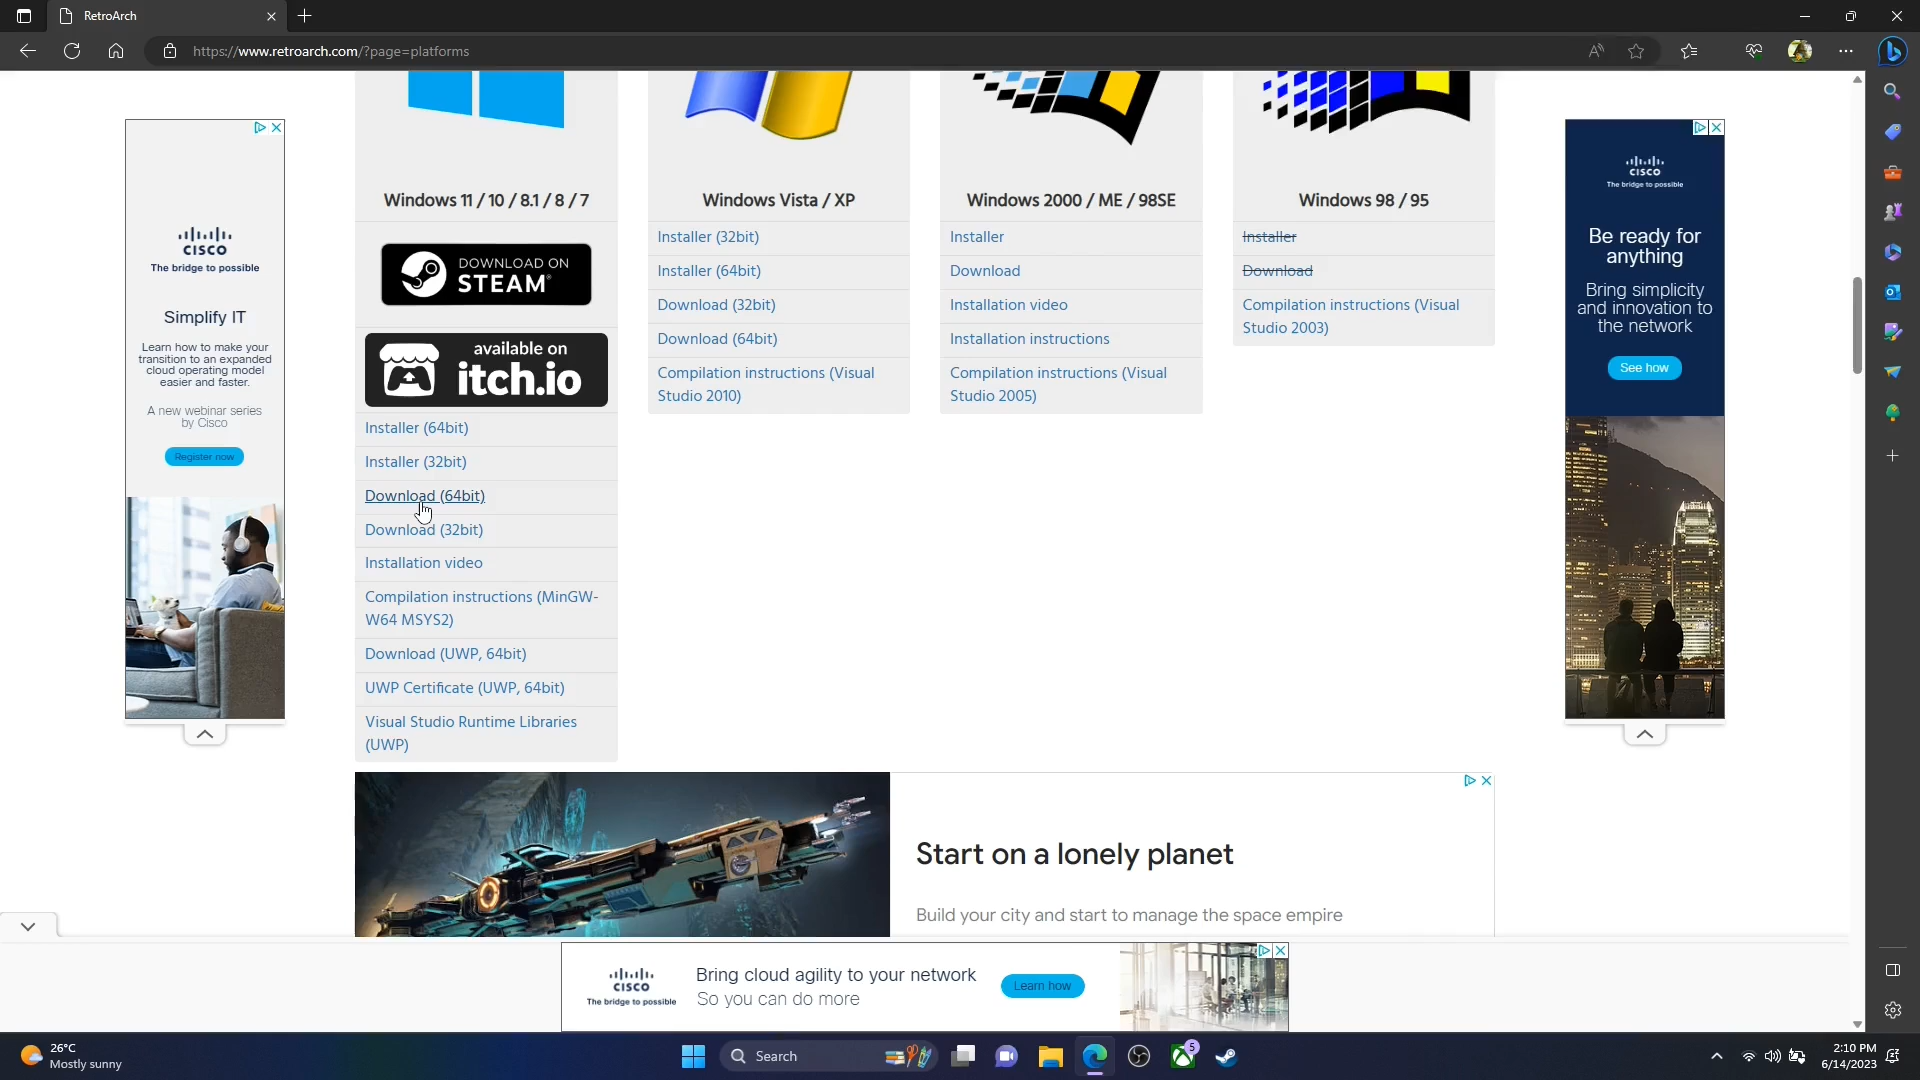 RetroArch
https://www.retroarch.com/?page=platforms
Windows 11 / 10 / 8.1 / 8 / 7
DOWNLOAD ON
STEAM®
available on
itch.io
Installer (64bit)
Installer (32bit)
Download (64bit)
Download (32bit)
Installation video
Compilation instructions (MinGW-
W64 MSYS2)
Download (UWP, 64bit)
UWP Certificate (UWP, 64bit)
Visual Studio Runtime Libraries
(UWP)
Windows Vista / XP
Installer (32bit)
Installer (64bit)
Download (32bit)
Download (64bit)
Compilation instructions (Visual
Studio 2010)
Windows 2000 / ME / 98SE
Installer
Download
Installation video
Installation instructions
Compilation instructions (Visual
Studio 2005)
Windows 98 / 95
Installer
Download
Compilation instructions (Visual
Studio 2003)
CISCO
The bridge to possible
Simplify IT
Learn how to make your
transition to an expanded
cloud operating model
easier and faster.
A new webinar series
by Cisco
Register now
CISCO
The bridge to possible
Be ready for
anything
Bring simplicity
and innovation to
the network
See how
Start on a lonely planet
Build your city and start to manage the space empire
CISCO
The bridge to possible
Bring cloud agility to your network
So you can do more
Learn how
26°C
Mostly sunny
Search
5
2:10 PM
6/14/2023